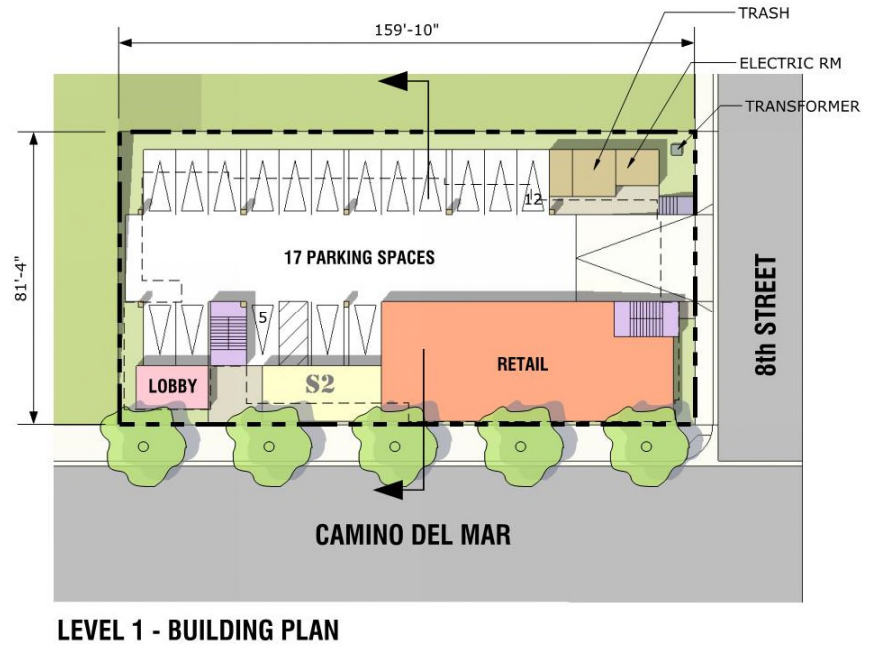 TRASH
159'-10"
ELECTRIC RM
TRANSFORMER
12
17 PARKING SPACES
81'-4"
5
8th STREET
RETAIL
LOBBY
S2
CAMINO DEL MAR
LEVEL 1 - BUILDING PLAN